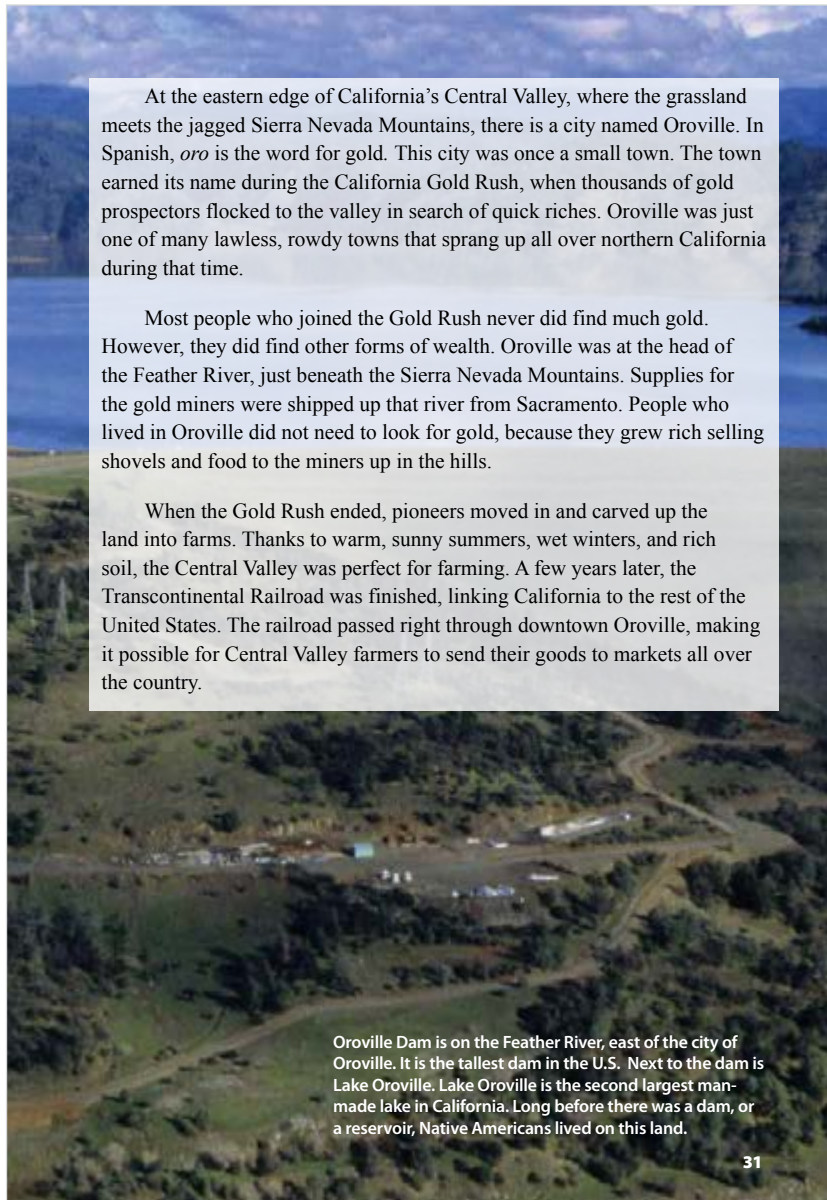 At the eastern edge of California's Central Valley, where the grassland
meets the jagged Sierra Nevada Mountains, there is a city named Oroville. In
Spanish, oro is the word for gold. This city was once a small town. The town
earned its name during the California Gold Rush, when thousands of gold
prospectors flocked to the valley in search of quick riches. Oroville was just
one of many lawless, rowdy towns that sprang up all over northern California
during that time.
Most people who joined the Gold Rush never did find much gold.
However, they did find other forms of wealth. Oroville was at the head of
the Feather River, just beneath the Sierra Nevada Mountains. Supplies for
the gold miners were shipped up that river from Sacramento. People who
lived in Oroville did not need to look for gold, because they grew rich selling
shovels and food to the miners up in the hills.
When the Gold Rush ended, pioneers moved in and carved up the
land into farms. Thanks to warm, sunny summers, wet winters, and rich
soil, the Central Valley was perfect for farming. A few years later, the
Transcontinental Railroad was finished, linking California to the rest of the
United States. The railroad passed right through downtown Oroville, making
it possible for Central Valley farmers to send their goods to markets all over
the country.
Oroville Dam is on the Feather River, east of the city of
Oroville. It is the tallest dam in the U.S. Next to the dam is
Lake Oroville. Lake Oroville is the second largest man-
made lake in California. Long before there was a dam, or
a reservoir, Native Americans lived on this land.
31